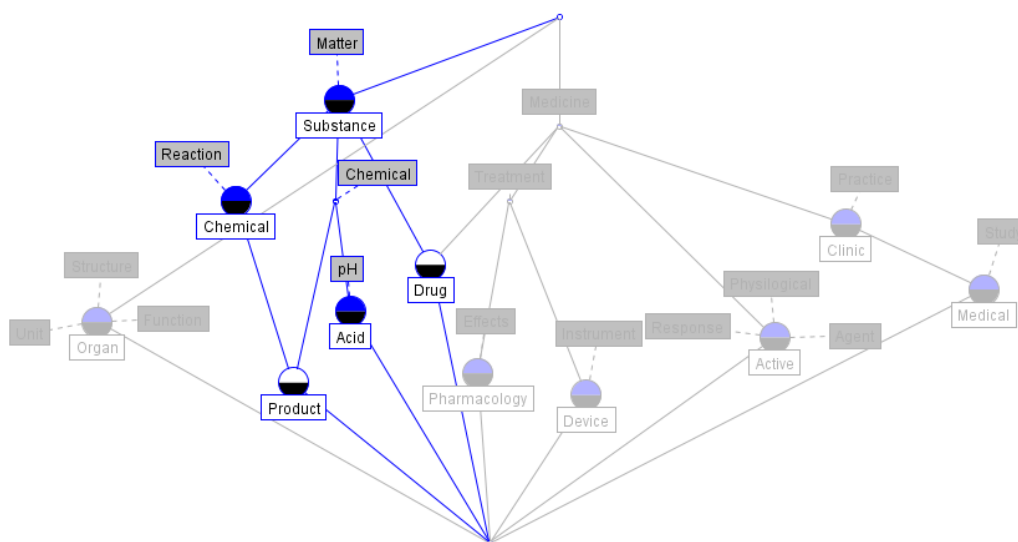 Matter
Substance
Medicine
Reaction
Chemical
Treatment
Practice
Chemical
Clinic
Stud
Structure
pH
Drug
Physilogical
Medical
Unit
Function
Organ
Acid
Effects
Instrument
Response
Agent
Active
Product
Pharmacology
Device